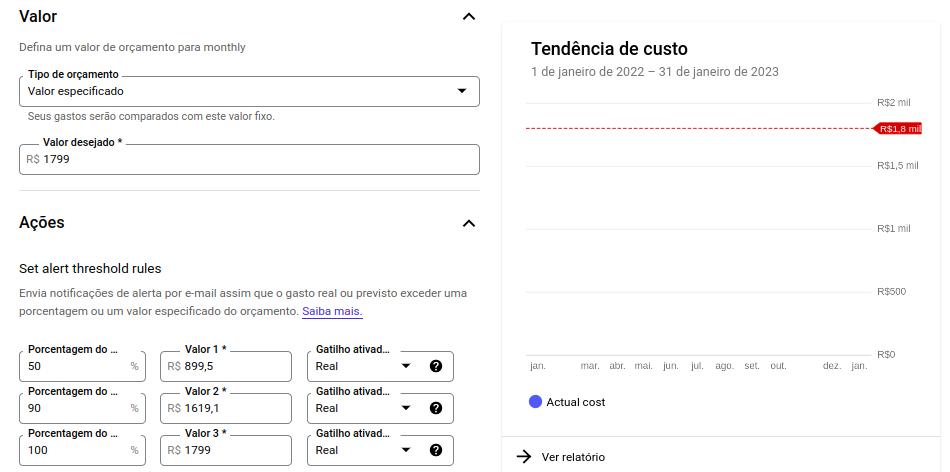 Valor
Defina um valor de orçamento para monthly
Tipo de orçamento
Valor especificado
Seus gastos serão comparados com este valor fixo.
Valor desejado *
R$ 1799
Ações
Set alert threshold rules
Envia notificações de alerta por e-mail assim que o gasto real ou previsto exceder uma
porcentagem ou um valor especificado do orçamento. Saiba mais.
Porcentagem do ... Valor 1 * Gatilho ativad...
50 % R$ 899,5 Real
Porcentagem do ... Valor 2 * Gatilho ativad...
90 % R$ 1619,1 Real
Porcentagem do ... Valor 3 * Gatilho ativad...
100 % R$ 1799 Real
Tendência de custo
1 de janeiro de 2022 – 31 de janeiro de 2023
R$2 mil
R$1,8 mil
R$1,5 mil
R$1 mil
R$500
R$0
jan. mar. abr. mai. jun. jul. ago. set. out. dez. jan.
Actual cost
Ver relatório